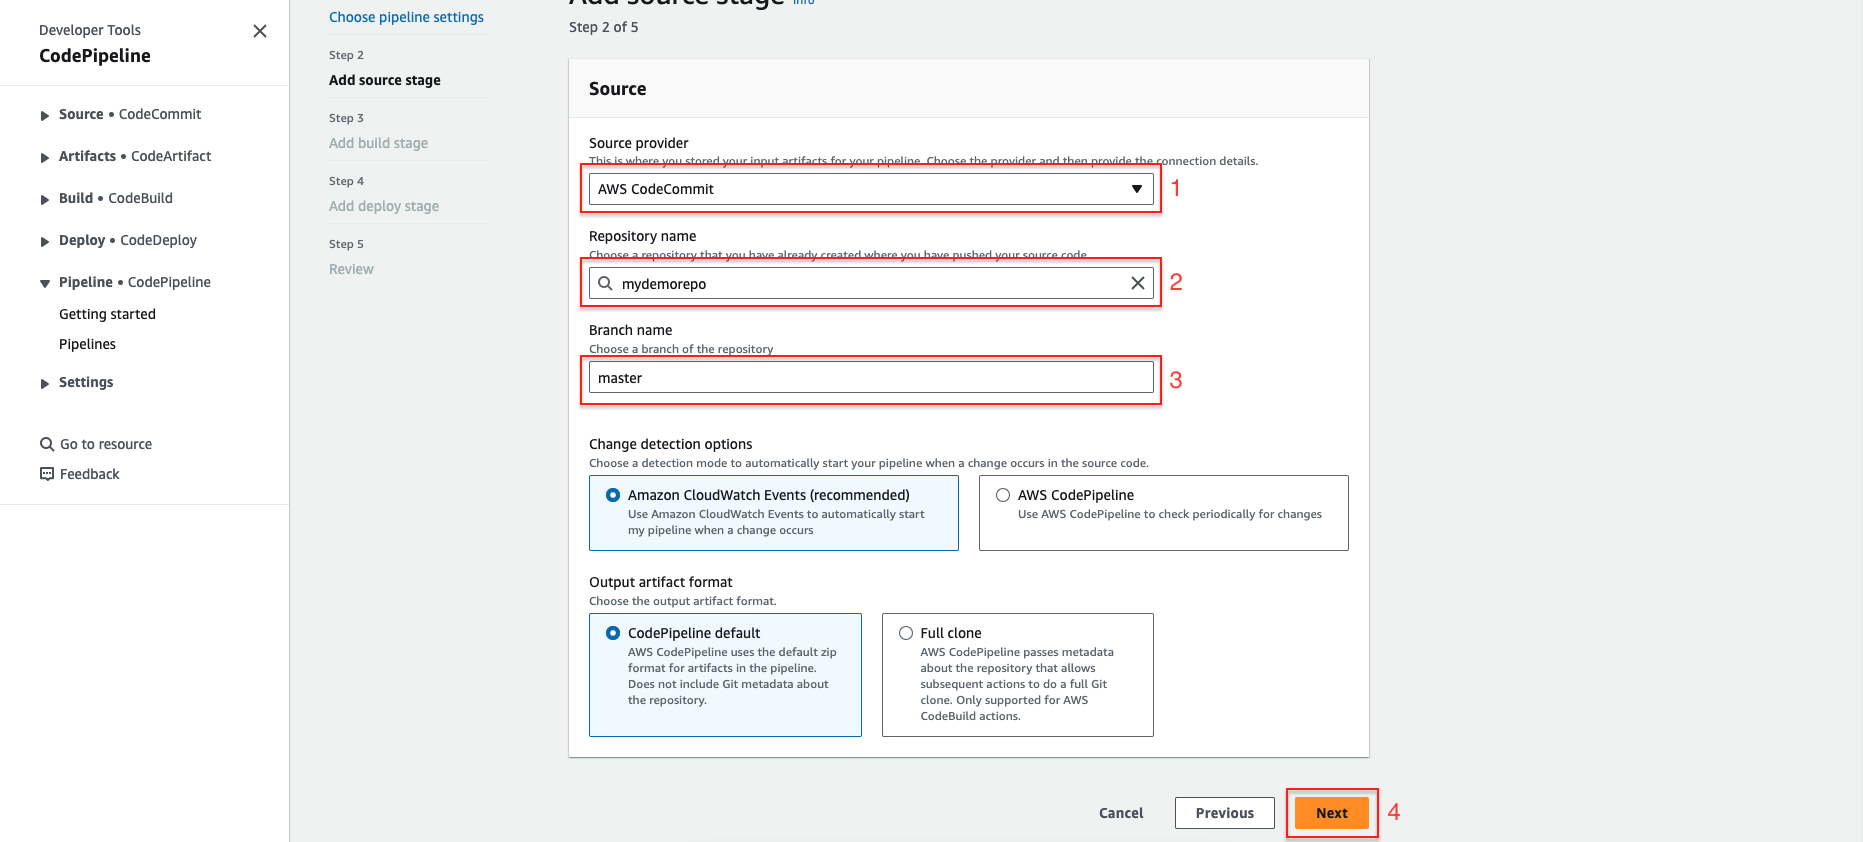 Developer Tools
CodePipeline
Source • CodeCommit
Artifacts • CodeArtifact
Build • CodeBuild
Deploy • CodeDeploy
Pipeline • CodePipeline
Getting started
Pipelines
Settings
Go to resource
Feedback
Choose pipeline settings
Step 2
Add source stage
Step 3
Add build stage
Step 4
Add deploy stage
Step 5
Review
Add source stage Info
Step 2 of 5
Source
Source provider
This is where you stored your input artifacts for your pipeline. Choose the provider and then provide the connection details.
AWS CodeCommit
1
Repository name
Choose a repository that you have already created where you have pushed your source code.
mydemorepo
2
Branch name
Choose a branch of the repository
master
3
Change detection options
Choose a detection mode to automatically start your pipeline when a change occurs in the source code.
Amazon CloudWatch Events (recommended)
Use Amazon CloudWatch Events to automatically start
my pipeline when a change occurs
AWS CodePipeline
Use AWS CodePipeline to check periodically for changes
Output artifact format
Choose the output artifact format.
CodePipeline default
AWS CodePipeline uses the default zip
format for artifacts in the pipeline.
Does not include Git metadata about
the repository.
Full clone
AWS CodePipeline passes metadata
about the repository that allows
subsequent actions to do a full Git
clone. Only supported for AWS
CodeBuild actions.
Cancel
Previous
Next
4